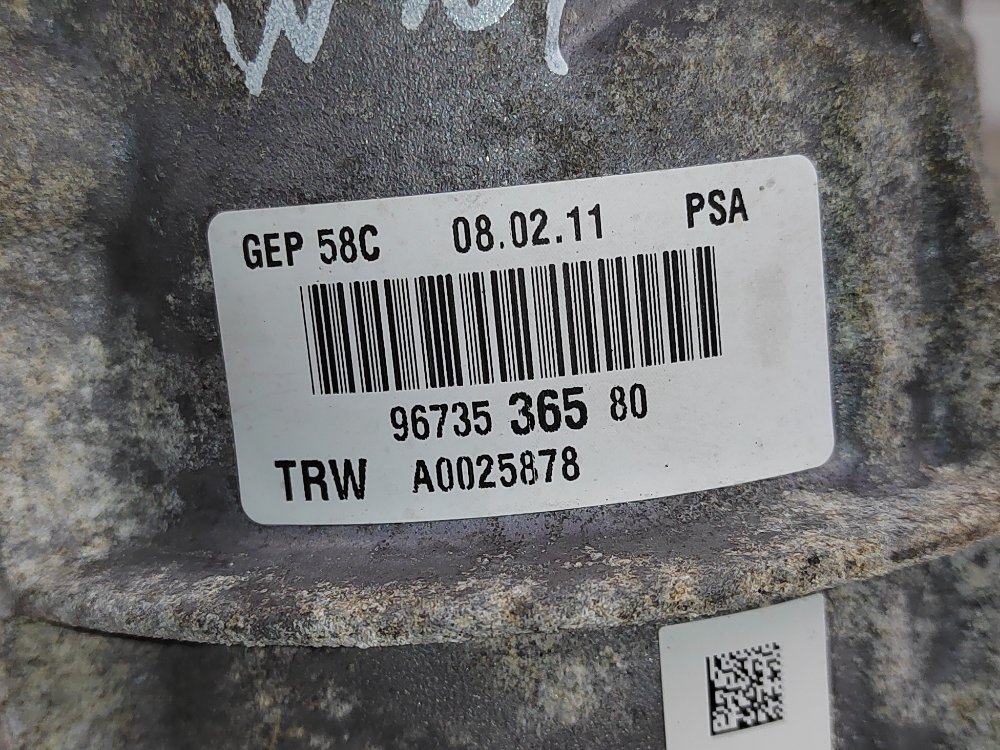 GEP 58C 08.02.11 PSA
96735 365 80
TRW A0025878